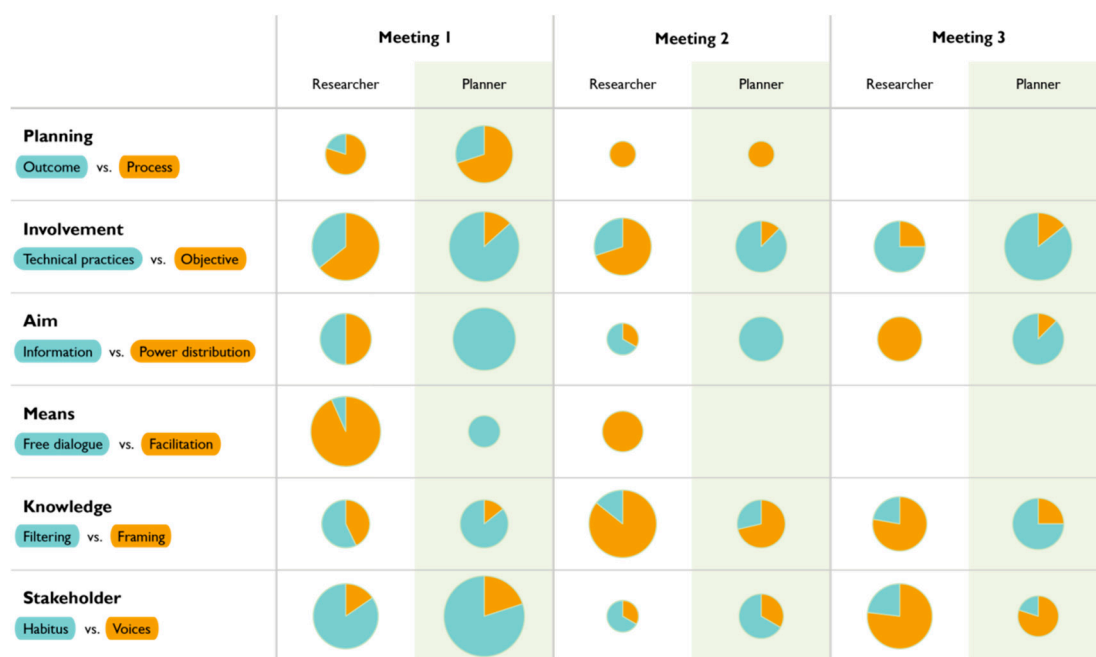 Meeting 1 Meeting 2 Meeting 3
Researcher Planner Researcher Planner Researcher Planner
Planning
Outcome vs. Process
Involvement
Technical practices vs. Objective
Aim
Information vs. Power distribution
Means
Free dialogue vs. Facilitation
Knowledge
Filtering vs. Framing
Stakeholder
Habitus vs. Voices